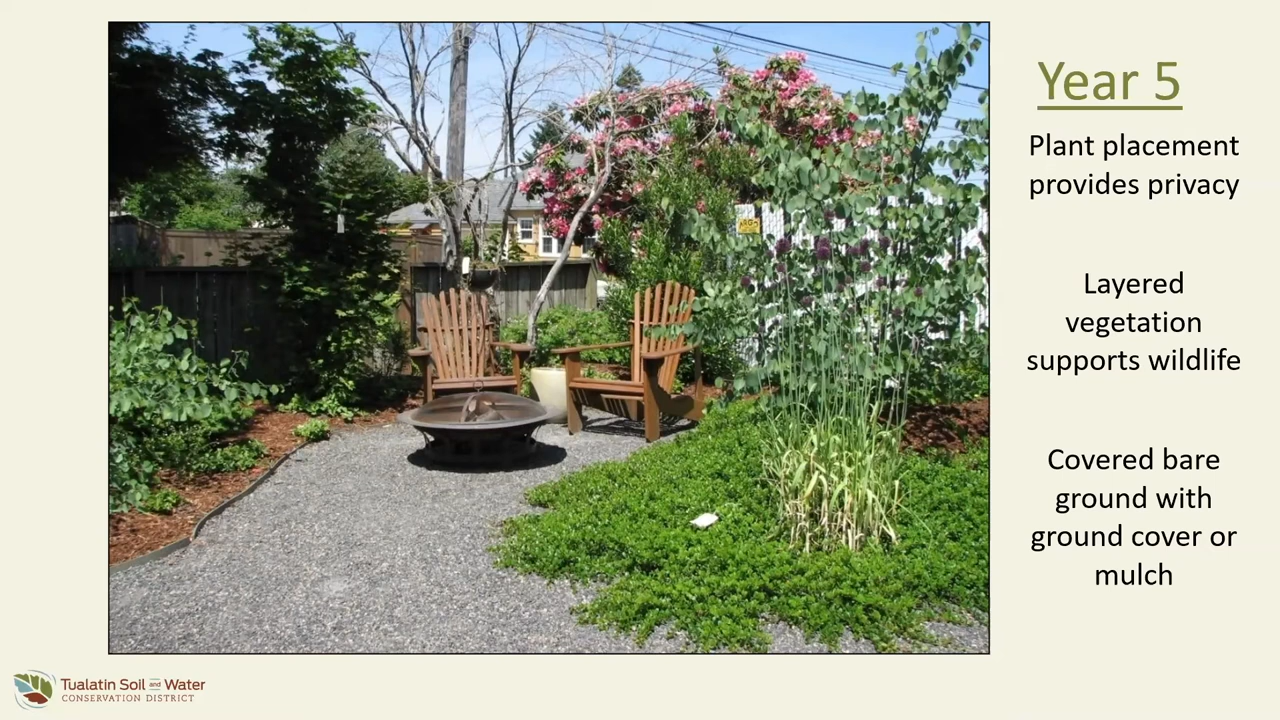 Year 5
Plant placement
provides privacy
Layered
vegetation
supports wildlife
Covered bare
ground with
ground cover or
mulch
Tualatin Soil and Water
CONSERVATION DISTRICT